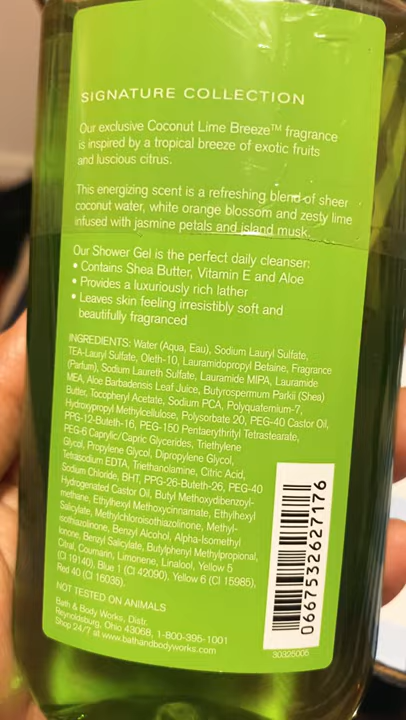 SIGNATURE COLLECTION
Our exclusive Coconut Lime Breeze™ fragrance
is inspired by a tropical breeze of exotic fruits
and luscious citrus.
This energizing scent is a refreshing blend of sheer
coconut water, white orange blossom and zesty lime
infused with jasmine petals and island musk.
Our Shower Gel is the perfect daily cleanser:
• Contains Shea Butter, Vitamin E and Aloe
• Provides a luxuriously rich lather
• Leaves skin feeling irresistibly soft and
beautifully fragranced
INGREDIENTS: Water (Aqua, Eau), Sodium Lauryl Sulfate,
TEA-Lauryl Sulfate, Oleth-10, Lauramidopropyl Betaine, Fragrance
(Parfum), Sodium Laureth Sulfate, Lauramide MIPA, Lauramide
MEA, Aloe Barbadensis Leaf Juice, Butyrospermum Parkii (Shea)
Butter, Tocopheryl Acetate, Sodium PCA, Polyquaternium-7,
Hydroxypropyl Methylcellulose, Polysorbate 20, PEG-40 Castor Oil,
PPG-12-Buteth-16, PEG-150 Pentaerythrityl Tetrastearate,
PEG-6 Caprylic/Capric Glycerides, Triethylene
Glycol, Propylene Glycol, Dipropylene Glycol,
Tetrasodium EDTA, Triethanolamine, Citric Acid,
Sodium Chloride, BHT, PPG-26-Buteth-26, PEG-40
Hydrogenated Castor Oil, Butyl Methoxydibenzoyl-
methane, Ethylhexyl Methoxycinnamate, Ethylhexyl
Salicylate, Methylchloroisothiazolinone, Methyl-
isothiazolinone, Benzyl Alcohol, Alpha-Isomethyl
Ionone, Benzyl Salicylate, Butylphenyl Methylpropional,
Citral, Coumarin, Limonene, Linalool, Yellow 5
(CI 19140), Blue 1 (CI 42090), Yellow 6 (CI 15985),
Red 40 (CI 16035).
NOT TESTED ON ANIMALS
Bath & Body Works, Distr.
Reynoldsburg, Ohio 43068, 1-800-395-1001
Shop 24/7 at www.bathandbodyworks.com
0667532627176
30325005